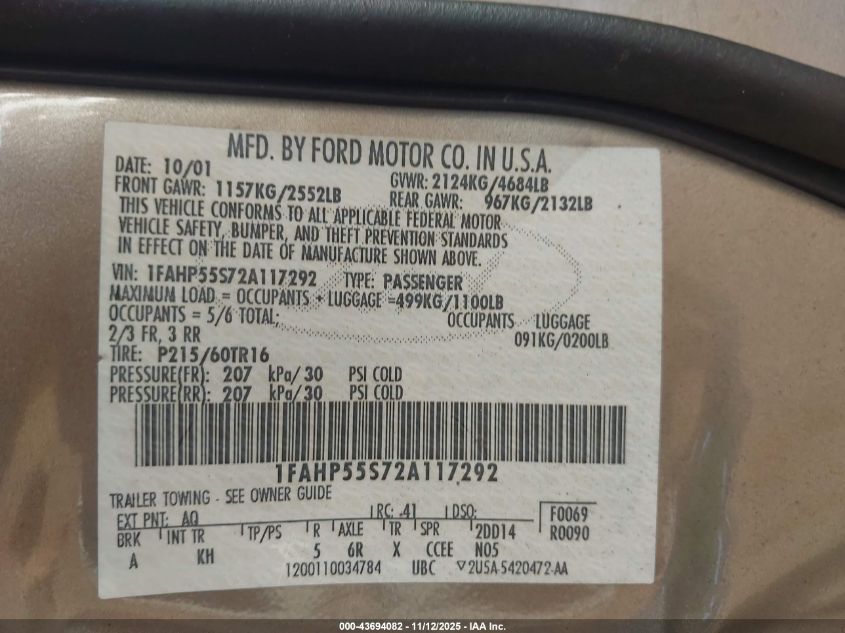 MFD. BY FORD MOTOR CO. IN U.S.A.
DATE: 10/01 GVWR: 2124KG/4684LB
FRONT GAWR: 1157KG/2552LB REAR GAWR: 967KG/2132LB
THIS VEHICLE CONFORMS TO ALL APPLICABLE FEDERAL MOTOR
VEHICLE SAFETY, BUMPER, AND THEFT PREVENTION STANDARDS
IN EFFECT ON THE DATE OF MANUFACTURE SHOWN ABOVE.
VIN: 1FAHP55S72A117292 TYPE: PASSENGER
MAXIMUM LOAD = OCCUPANTS + LUGGAGE =499KG/1100LB
OCCUPANTS = 5/6 TOTAL; OCCUPANTS LUGGAGE
2/3 FR, 3 RR 091KG/0200LB
TIRE: P215/60TR16
PRESSURE(FR): 207 kPa/30 PSI COLD
PRESSURE(RR): 207 kPa/30 PSI COLD
1FAHP55S72A117292
TRAILER TOWING - SEE OWNER GUIDE
EXT PNT: AQ RC: 41 DSO: F0069
BRK INT TR TP/PS R AXLE TR SPR 2DD14 R0090
A KH 5 6R X CCEE N05
1200110034784 UBC 2USA-5420472-AA
000-43694082 - 11/12/2025 - IAA Inc.